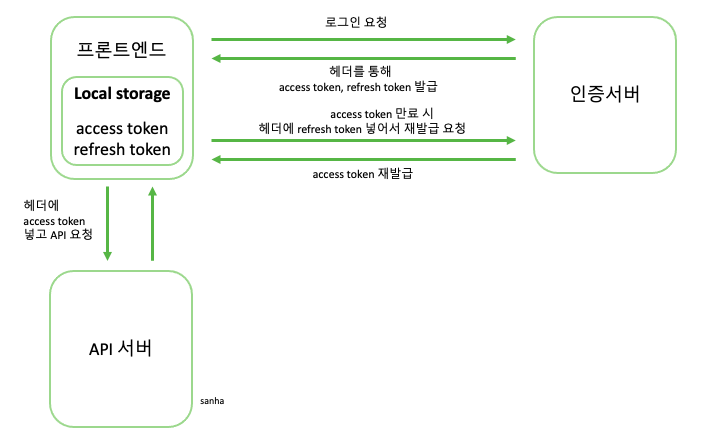 프론트엔드
Local storage
access token
refresh token
로그인 요청
헤더를 통해
access token, refresh token 발급
access token 만료 시
헤더에 refresh token 넣어서 재발급 요청
access token 재발급
인증서버
헤더에
access token
넣고 API 요청
API 서버
sanha